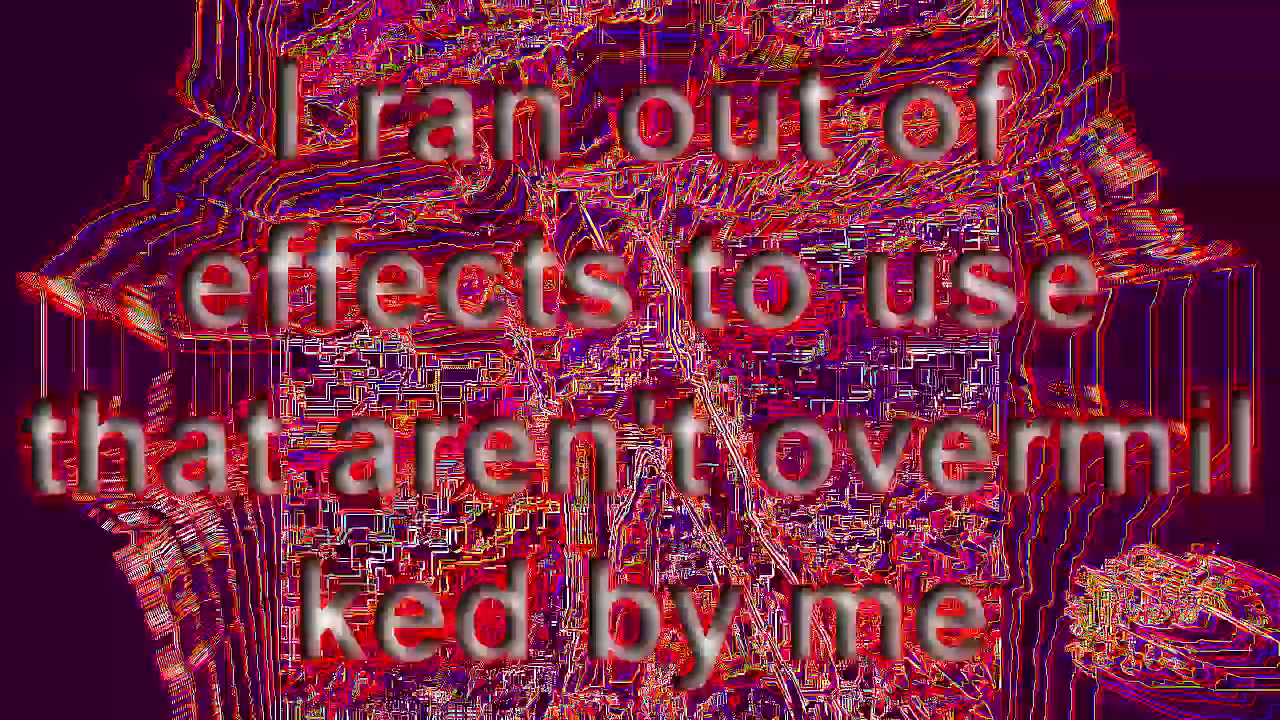 I ran out of
effects to use
that aren't overmil
ked by me